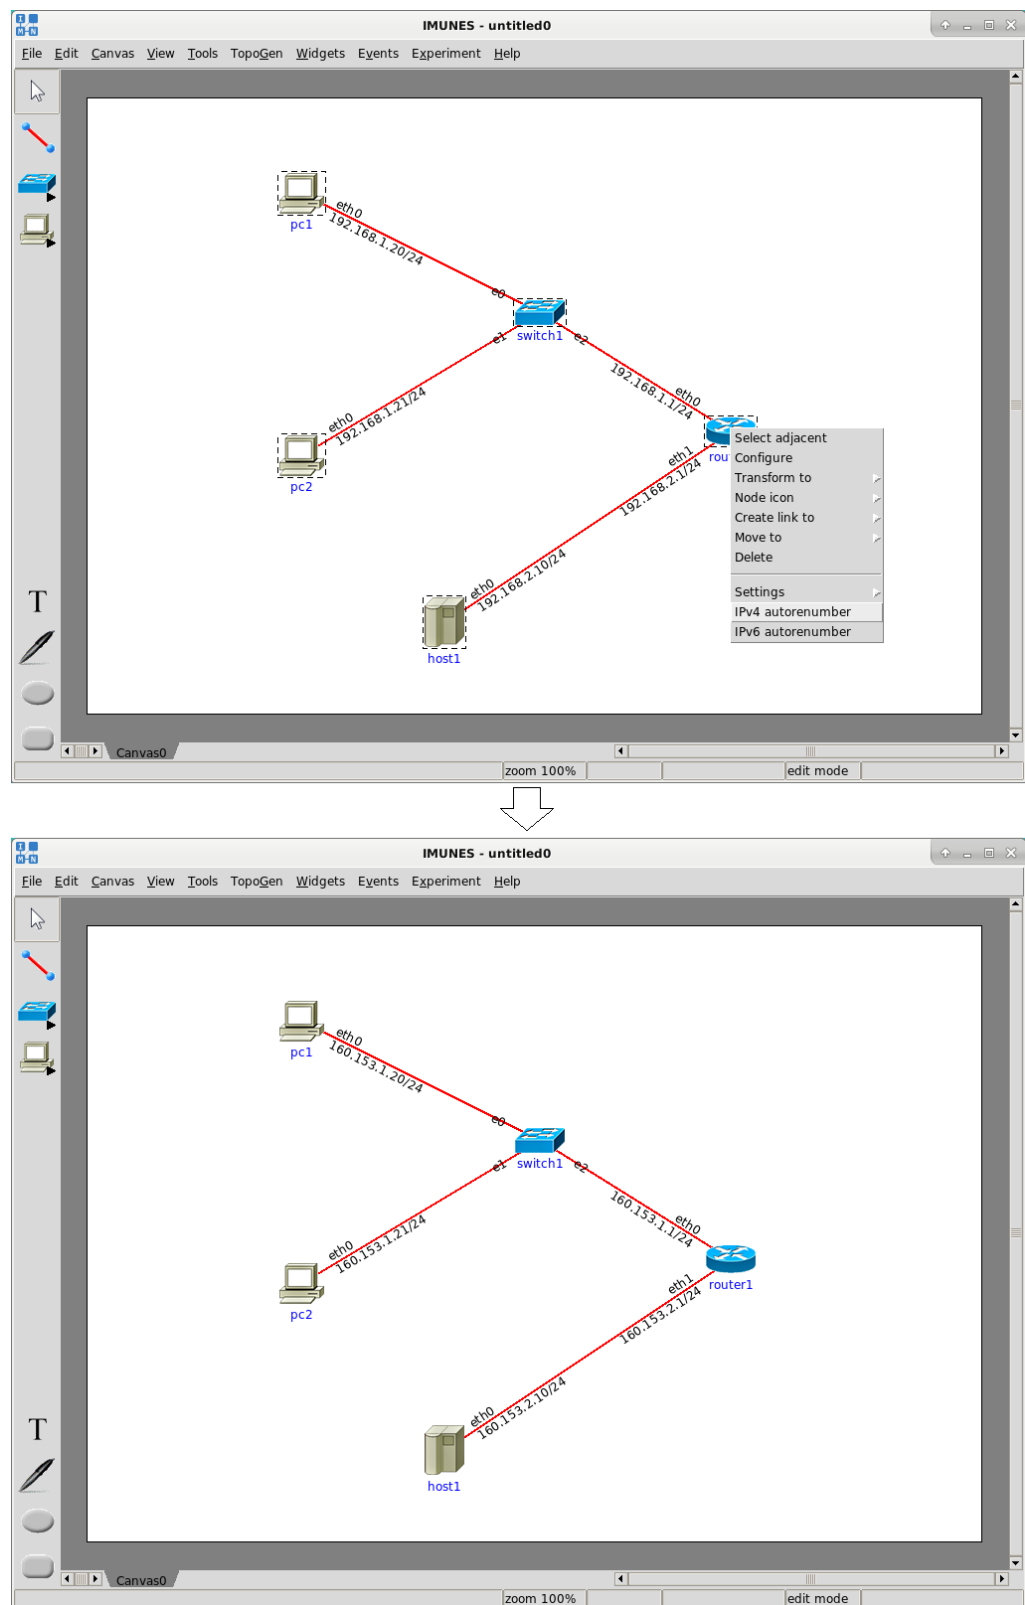 IMUNES - untitled0
File Edit Canvas View Tools TopoGen Widgets Events Experiment Help
eth0
192.168.1.20/24
pc1
e0
e1
switch1
e2
eth0
192.168.1.21/24
pc2
192.168.1.1/24
eth0
eth1
192.168.2.1/24
rou
Select adjacent
Configure
Transform to
Node icon
Create link to
Move to
Delete
Settings
IPv4 autorenumber
IPv6 autorenumber
eth0
192.168.2.10/24
host1
T
Canvas0
zoom 100%
edit mode
IMUNES - untitled0
File Edit Canvas View Tools TopoGen Widgets Events Experiment Help
eth0
160.153.1.20/24
pc1
e0
e1
switch1
e2
eth0
160.153.1.21/24
pc2
160.153.1.1/24
eth0
eth1
160.153.2.1/24
router1
eth0
160.153.2.10/24
host1
T
Canvas0
zoom 100%
edit mode